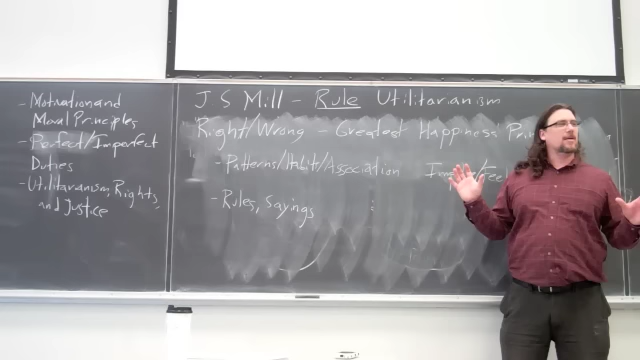 - Motivation and
Moral Principles
- Perfect/Imperfect
Duties
- Utilitarianism, Rights,
and Justice
J S Mill - Rule Utilitarianism
Right/Wrong - Greatest Happiness Prin
- Patterns/Habit/Association
- Rules, Sayings